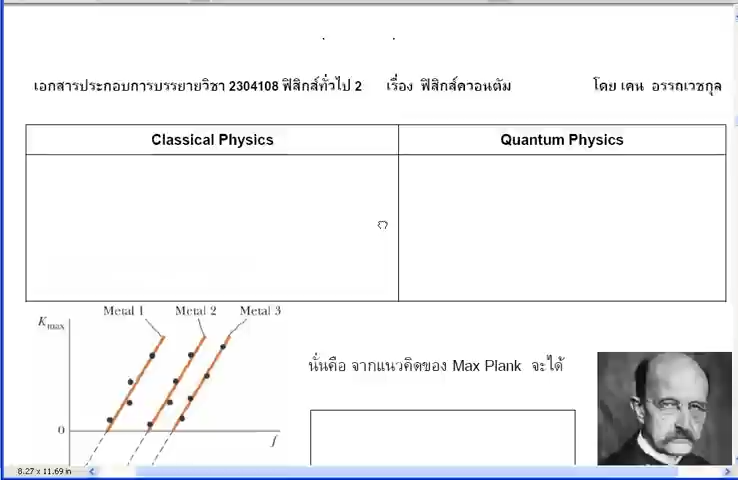 เอกสารประกอบการบรรยายวิชา 2304108 ฟิสิกส์ทั่วไป 2 เรื่อง ฟิสิกส์ควอนตัม โดย เคน อรรถเวชกุล
Classical Physics Quantum Physics
Metal 1 Metal 2 Metal 3
Kmax
นั่นคือ จากแนวคิดของ Max Plank จะได้
0
f
8.27 x 11.69 in